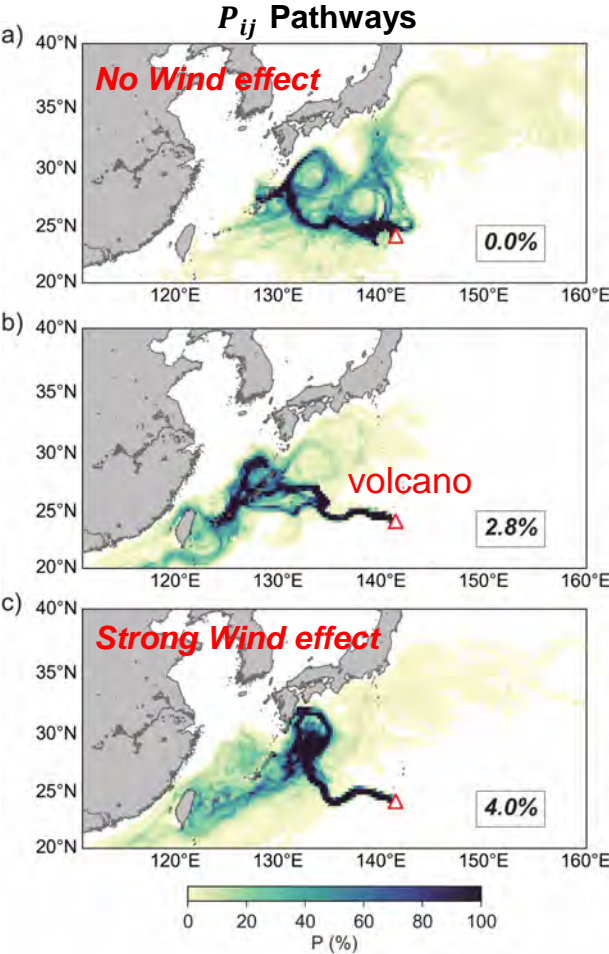 P_ij Pathways
a)
40°N
35°N
30°N
25°N
20°N
No Wind effect
0.0%
120°E 130°E 140°E 150°E 160°E
b)
40°N
35°N
30°N
25°N
20°N
volcano
2.8%
120°E 130°E 140°E 150°E 160°E
c)
40°N
35°N
30°N
25°N
20°N
Strong Wind effect
4.0%
120°E 130°E 140°E 150°E 160°E
0 20 40 60 80 100
P (%)